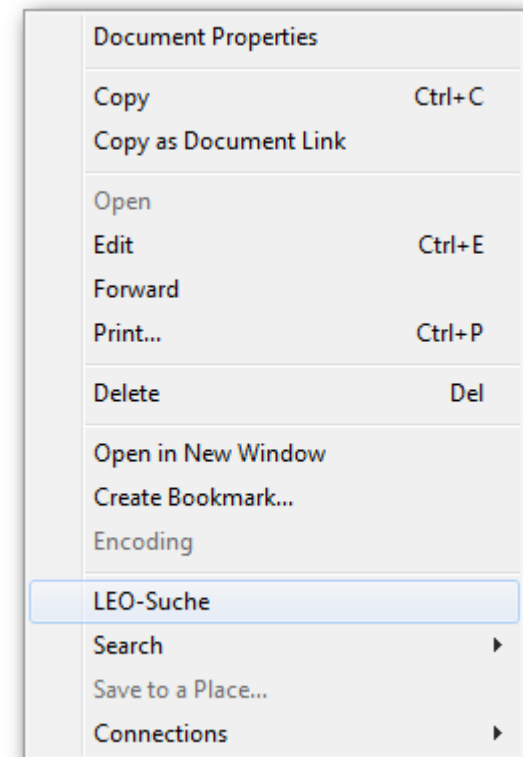 Document Properties
Copy Ctrl+C
Copy as Document Link
Open
Edit Ctrl+E
Forward
Print... Ctrl+P
Delete Del
Open in New Window
Create Bookmark...
Encoding
LEO-Suche
Search
Save to a Place...
Connections